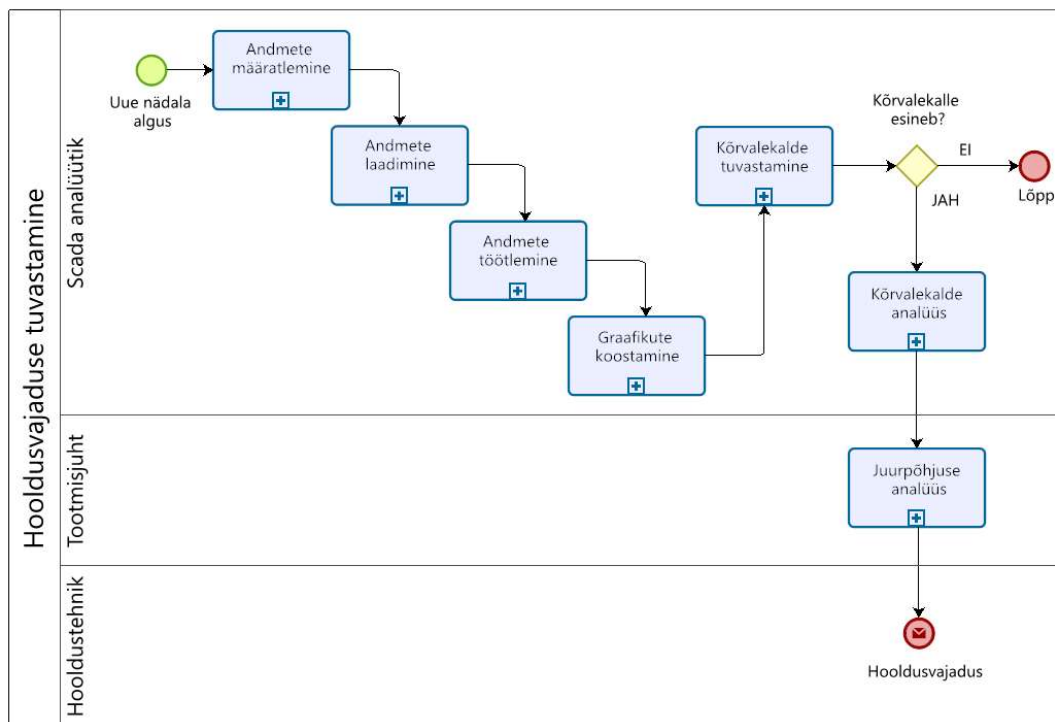 Hooldusvajaduse tuvastamine
Scada analüütik
Uue nädala
algus
Andmete
määratlemine
Andmete
laadimine
Andmete
töötlemine
Graafikute
koostamine
Kõrvalekalde
tuvastamine
Kõrvalekalle
esineb?
EI
Lõpp
JAH
Kõrvalekalde
analüüs
Tootmisjuht
Juurpõhjuse
analüüs
Hooldustehnik
Hooldusvajadus